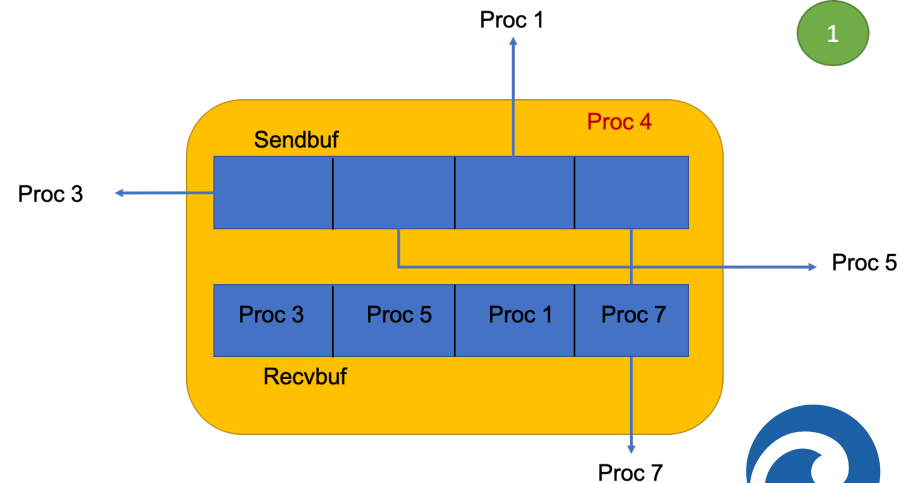 Proc 1
1
Proc 4
Sendbuf
Proc 3
Proc 5
Proc 3
Proc 5
Proc 1
Proc 7
Recvbuf
Proc 7